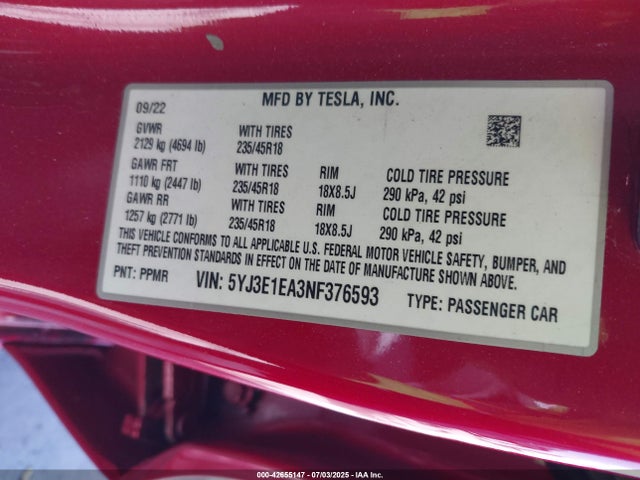 MFD BY TESLA, INC.
09/22
GVWR WITH TIRES
2129 kg (4694 lb) 235/45R18
GAWR FRT WITH TIRES RIM COLD TIRE PRESSURE
1110 kg (2447 lb) 235/45R18 18X8.5J 290 kPa, 42 psi
GAWR RR WITH TIRES RIM COLD TIRE PRESSURE
1257 kg (2771 lb) 235/45R18 18X8.5J 290 kPa, 42 psi
THIS VEHICLE CONFORMS TO ALL APPLICABLE U.S. FEDERAL MOTOR VEHICLE SAFETY, BUMPER, AND
THEFT PREVENTION STANDARDS IN EFFECT ON THE DATE OF MANUFACTURE SHOWN ABOVE.
PNT: PPMR VIN: 5YJ3E1EA3NF376593 TYPE: PASSENGER CAR
000-42655147 - 07/03/2025 - IAA Inc.